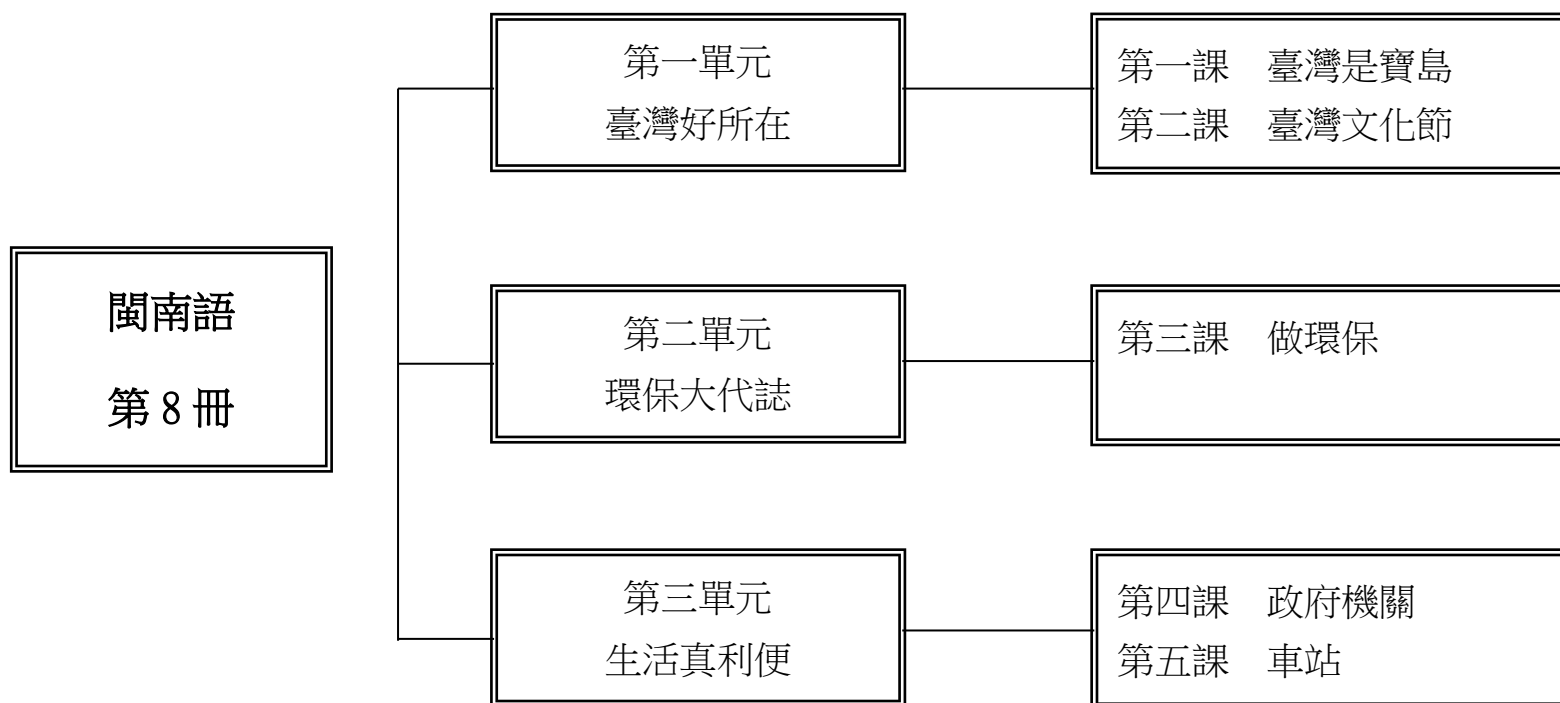 閩南語
第 8 冊
第一單元
臺灣好所在
第一課　臺灣是寶島
第二課　臺灣文化節
第二單元
環保大代誌
第三課　做環保
第三單元
生活真利便
第四課　政府機關
第五課　車站